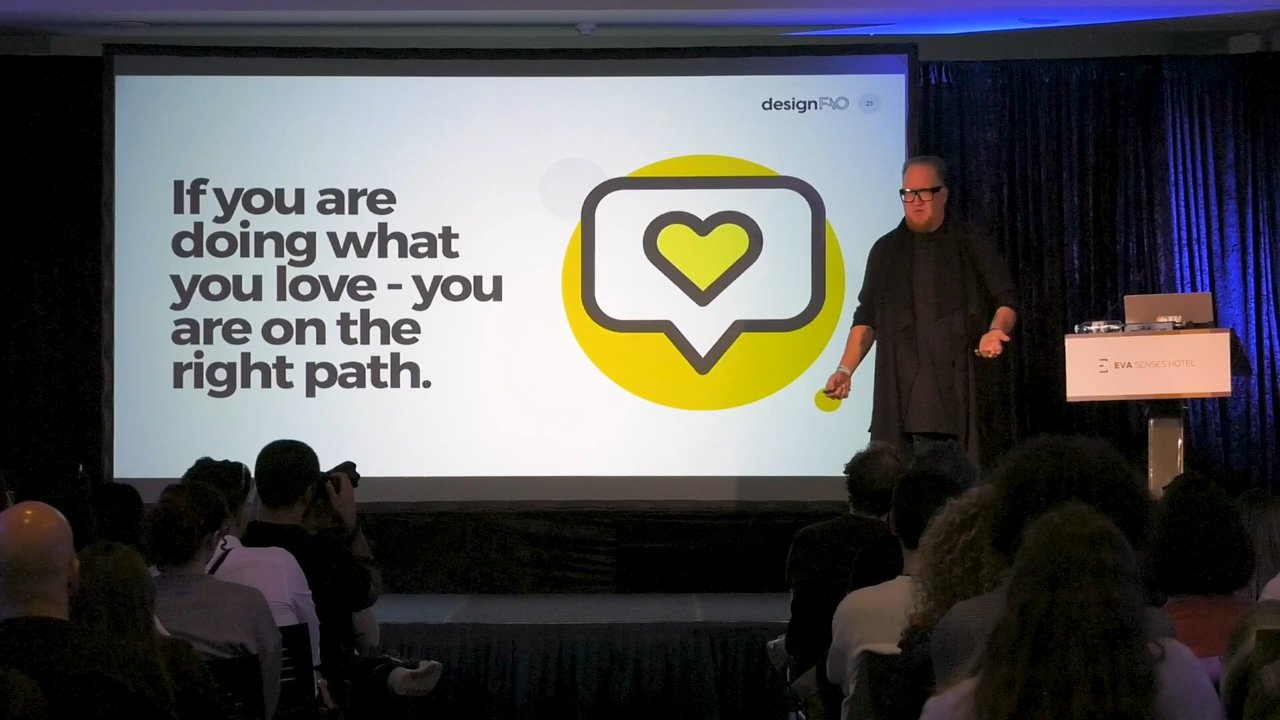 designFAO 25
If you are
doing what
you love - you
are on the
right path.
EVA SENSES HOTEL